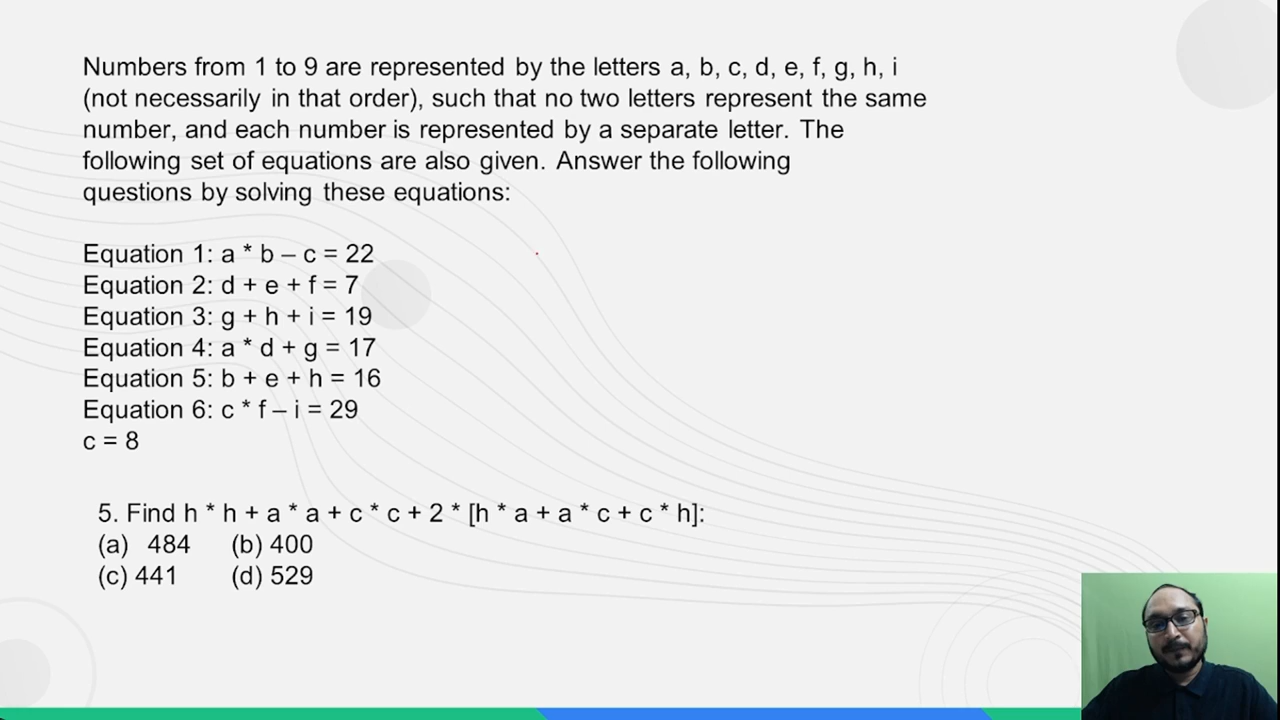 Numbers from 1 to 9 are represented by the letters a, b, c, d, e, f, g, h, i
(not necessarily in that order), such that no two letters represent the same
number, and each number is represented by a separate letter. The
following set of equations are also given. Answer the following
questions by solving these equations:
Equation 1: a * b – c = 22
Equation 2: d + e + f = 7
Equation 3: g + h + i = 19
Equation 4: a * d + g = 17
Equation 5: b + e + h = 16
Equation 6: c * f – i = 29
c = 8
5. Find h * h + a * a + c * c + 2 * [h * a + a * c + c * h]:
(a) 484 (b) 400
(c) 441 (d) 529